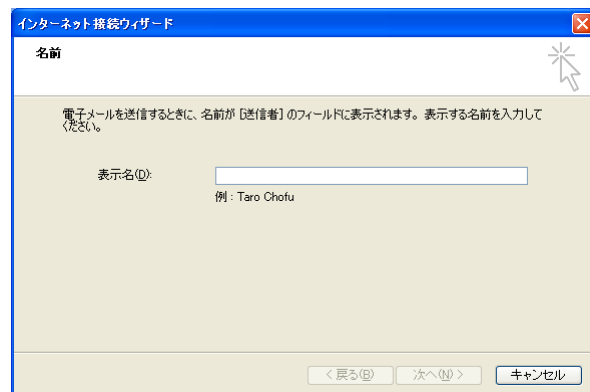 インターネット接続ウィザード
名前
電子メールを送信するときに、名前が [送信者] のフィールドに表示されます。表示する名前を入力して
ください。
表示名(D):
例 : Taro Chofu
< 戻る(B) 次へ(N) > キャンセル